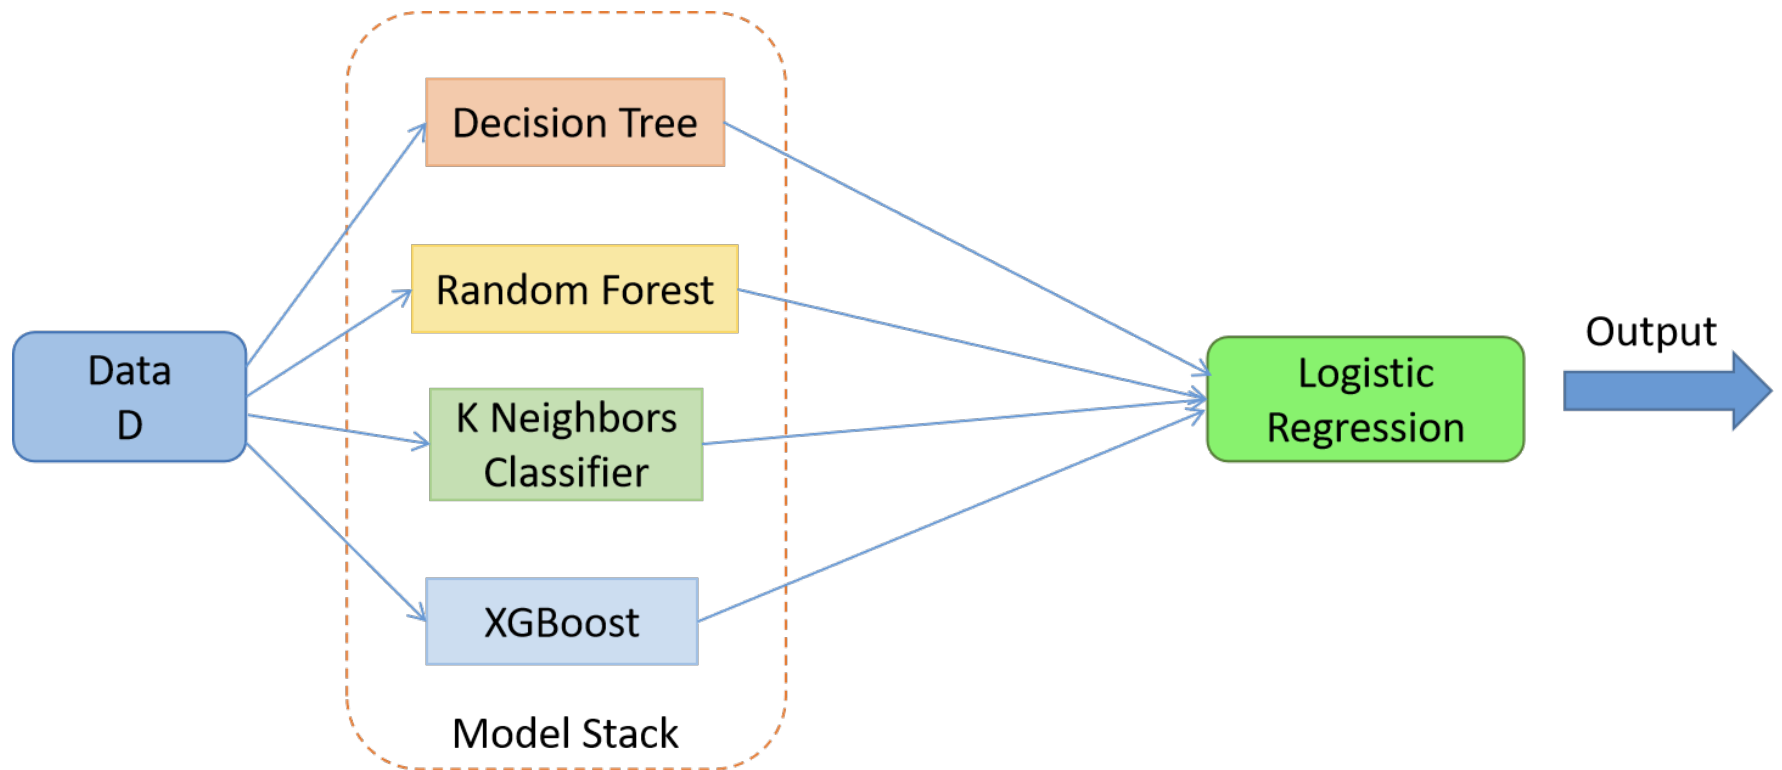 Decision Tree
Random Forest
Data
D
K Neighbors
Classifier
XGBoost
Model Stack
Logistic
Regression
Output